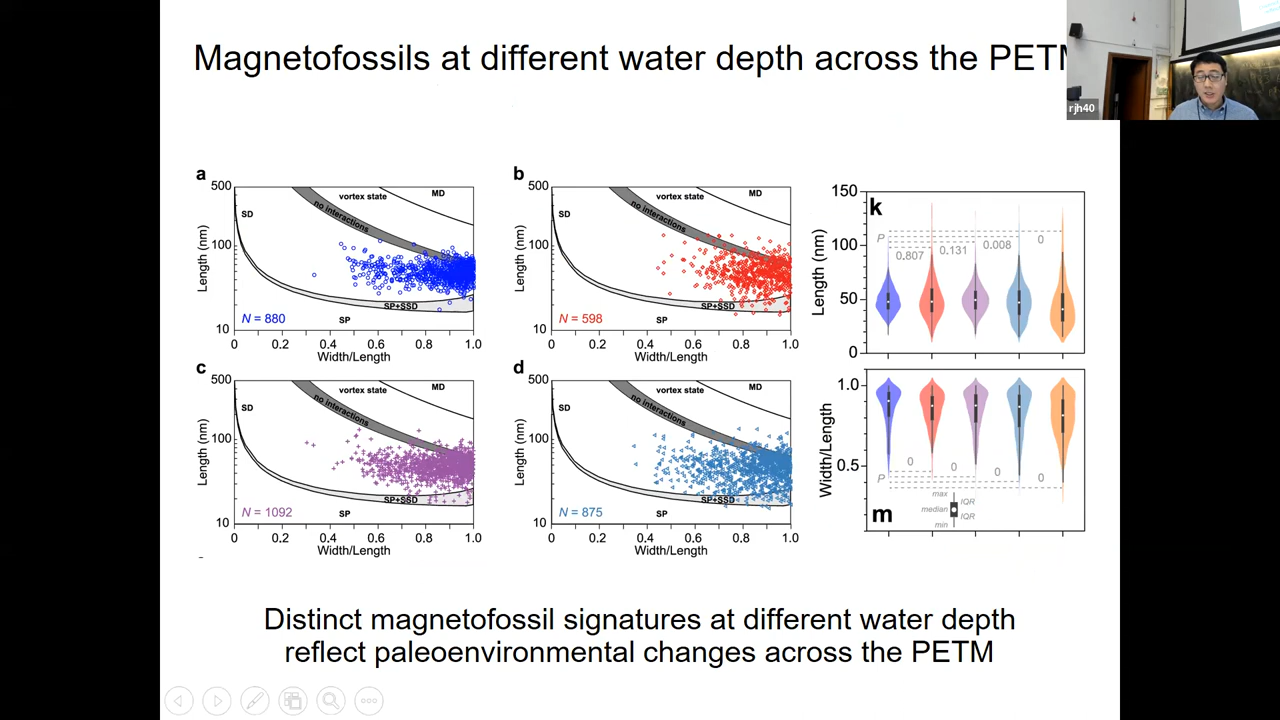 Magnetofossils at different water depth across the PETM
rjh40
a
500
100
10
Length (nm)
SD
vortex state
MD
no interactions
SP+SSD
SP
N = 880
0 0.2 0.4 0.6 0.8 1.0
Width/Length
b
500
100
10
Length (nm)
SD
vortex state
MD
no interactions
SP+SSD
SP
N = 598
0 0.2 0.4 0.6 0.8 1.0
Width/Length
c
500
100
10
Length (nm)
SD
vortex state
MD
no interactions
SP+SSD
SP
N = 1092
0 0.2 0.4 0.6 0.8 1.0
Width/Length
d
500
100
10
Length (nm)
SD
vortex state
MD
no interactions
SP+SSD
SP
N = 875
0 0.2 0.4 0.6 0.8 1.0
Width/Length
k
150
100
50
0
Length (nm)
P
0.807 0.131 0.008 0
m
1.0
0.5
Width/Length
P
0 0 0 0
max
median
min
IQR
IQR
Distinct magnetofossil signatures at different water depth
reflect paleoenvironmental changes across the PETM